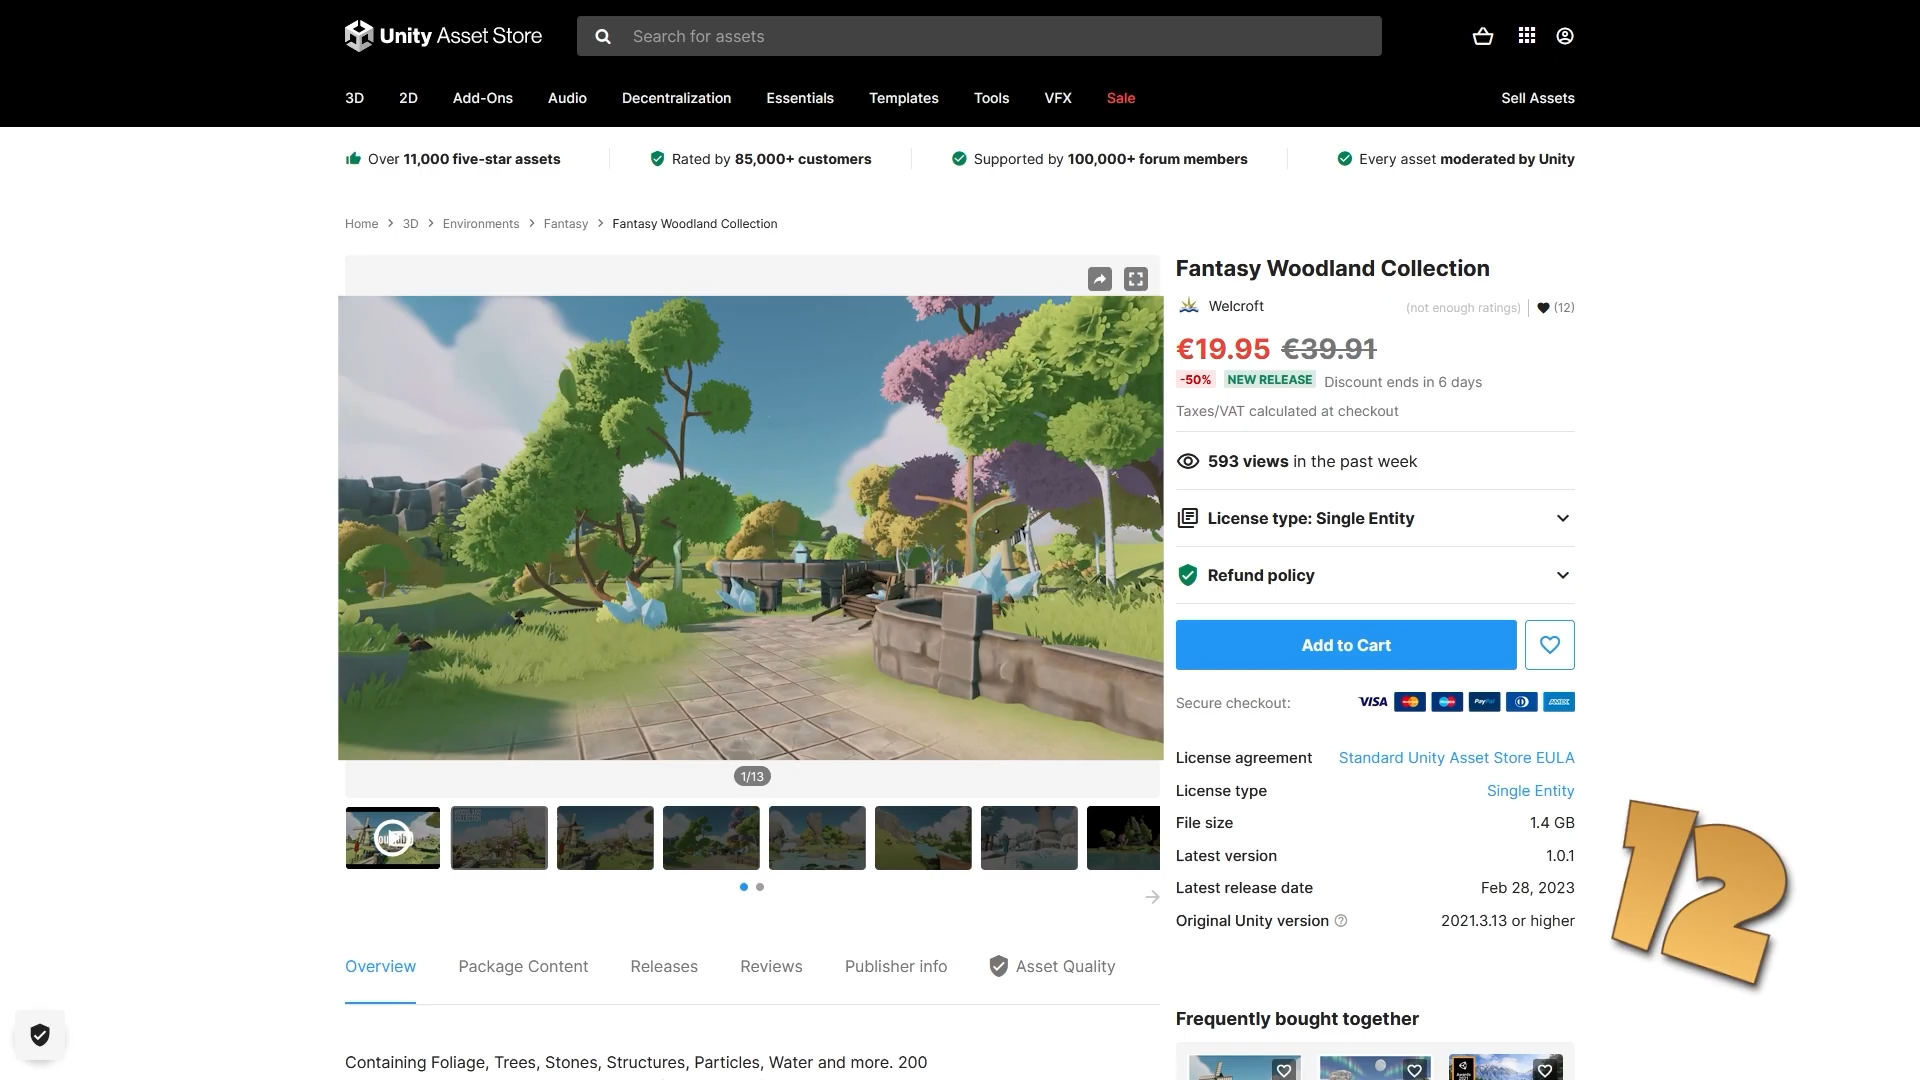 Unity Asset Store
Search for assets
3D 2D Add-Ons Audio Decentralization Essentials Templates Tools VFX Sale Sell Assets
Over 11,000 five-star assets
Rated by 85,000+ customers
Supported by 100,000+ forum members
Every asset moderated by Unity
Home > 3D > Environments > Fantasy > Fantasy Woodland Collection
1/13
Fantasy Woodland Collection
Welcroft (not enough ratings) (12)
€19.95 €39.91
-50% NEW RELEASE Discount ends in 6 days
Taxes/VAT calculated at checkout
593 views in the past week
License type: Single Entity
Refund policy
Add to Cart
Secure checkout: VISA PayPal AMEX
License agreement Standard Unity Asset Store EULA
License type Single Entity
File size 1.4 GB
Latest version 1.0.1
Latest release date Feb 28, 2023
Original Unity version 2021.3.13 or higher
12
Overview Package Content Releases Reviews Publisher info Asset Quality
Containing Foliage, Trees, Stones, Structures, Particles, Water and more. 200
Frequently bought together